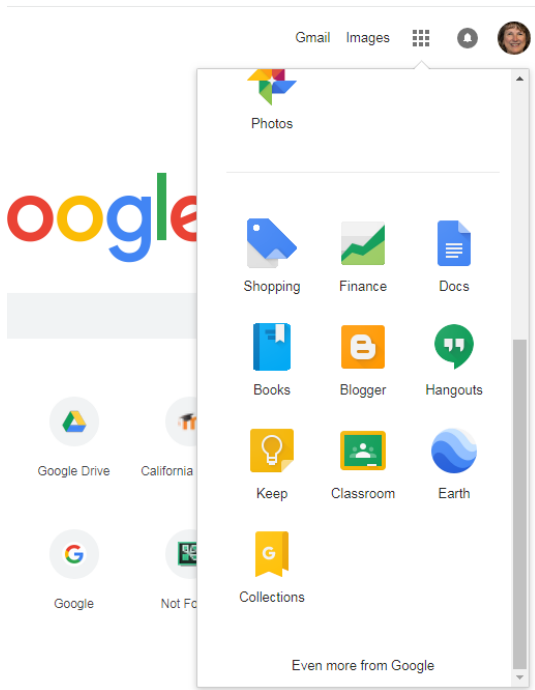 Gmail Images
Photos
oogle
Shopping Finance Docs
Books Blogger Hangouts
Google Drive California
Keep Classroom Earth
G
Collections
Google Not Fo
Even more from Google